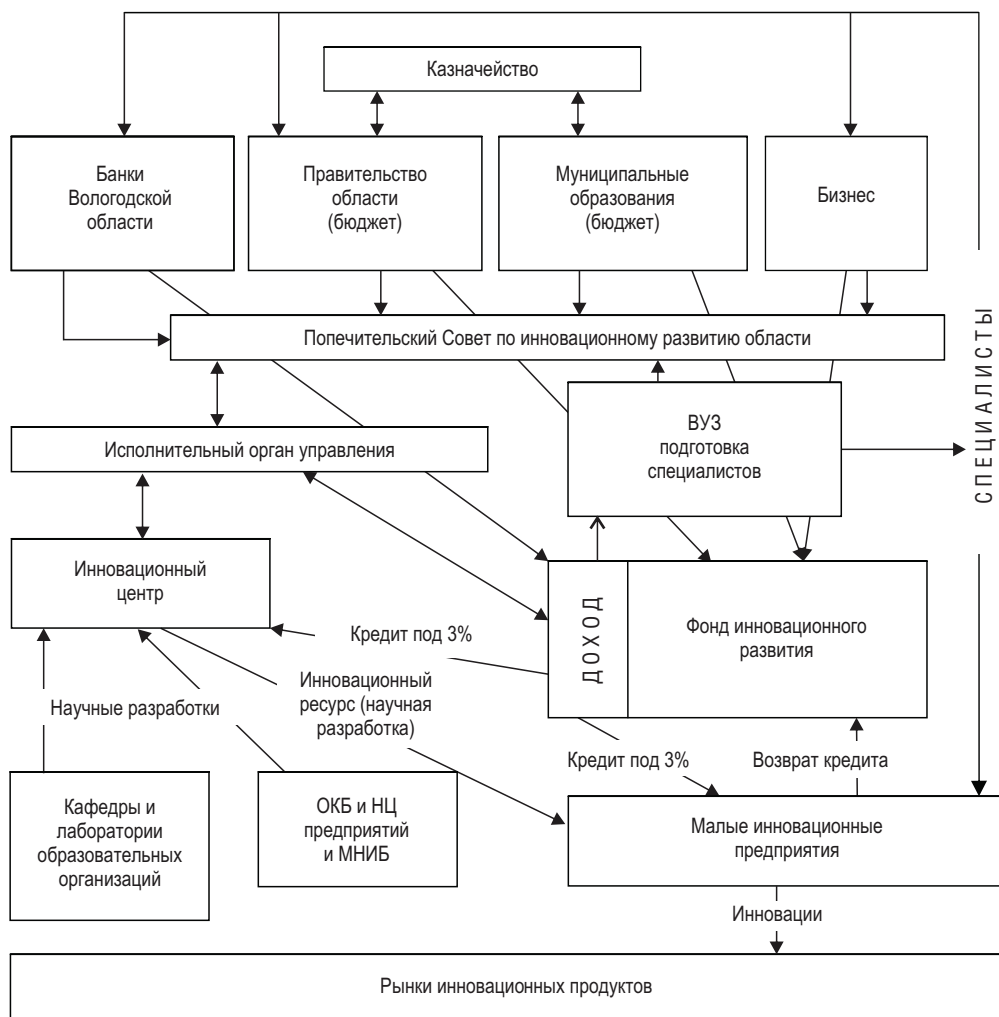 Казначейство
Банки
Вологодской
области
Правительство
области
(бюджет)
Муниципальные
образования
(бюджет)
Бизнес
СПЕЦИАЛИСТЫ
Попечительский Совет по инновационному развитию области
ВУЗ
подготовка
специалистов
Исполнительный орган управления
Инновационный
центр
ДОХОД
Фонд инновационного
развития
Кредит под 3%
Инновационный
ресурс (научная
разработка)
Научные разработки
Кредит под 3%
Возврат кредита
Кафедры и
лаборатории
образовательных
организаций
ОКБ и НЦ
предприятий
и МНИБ
Малые инновационные
предприятия
Инновации
Рынки инновационных продуктов